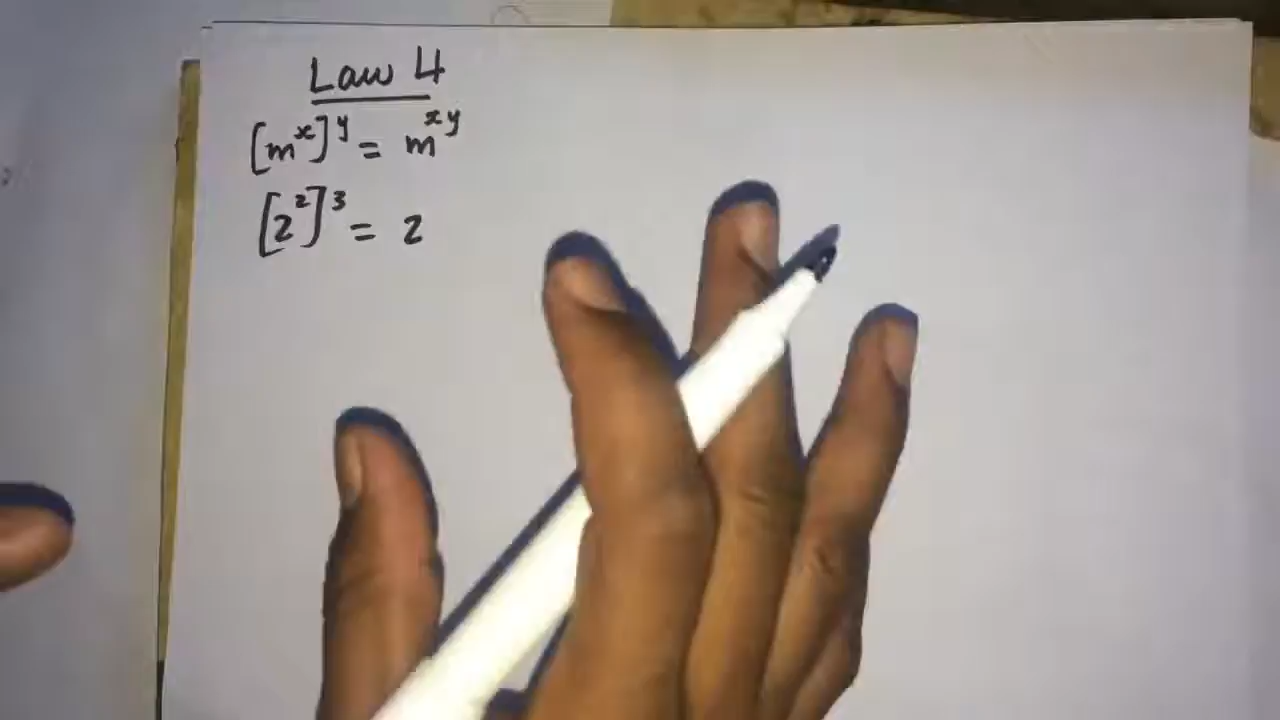 Law 4
[m^x]^y = m^xy
[2^2]^3 = 2